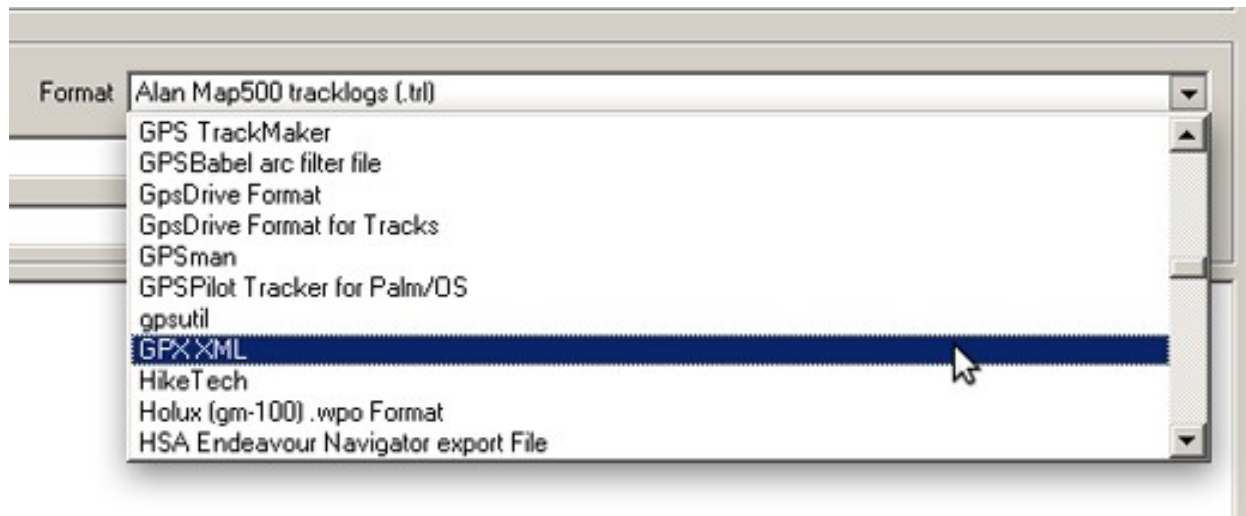 Format Alan Map500 tracklogs (.trl)
GPS TrackMaker
GPSBabel arc filter file
GpsDrive Format
GpsDrive Format for Tracks
GPSman
GPSPilot Tracker for Palm/OS
gpsutil
GPX XML
HikeTech
Holux (gm-100) .wpo Format
HSA Endeavour Navigator export File